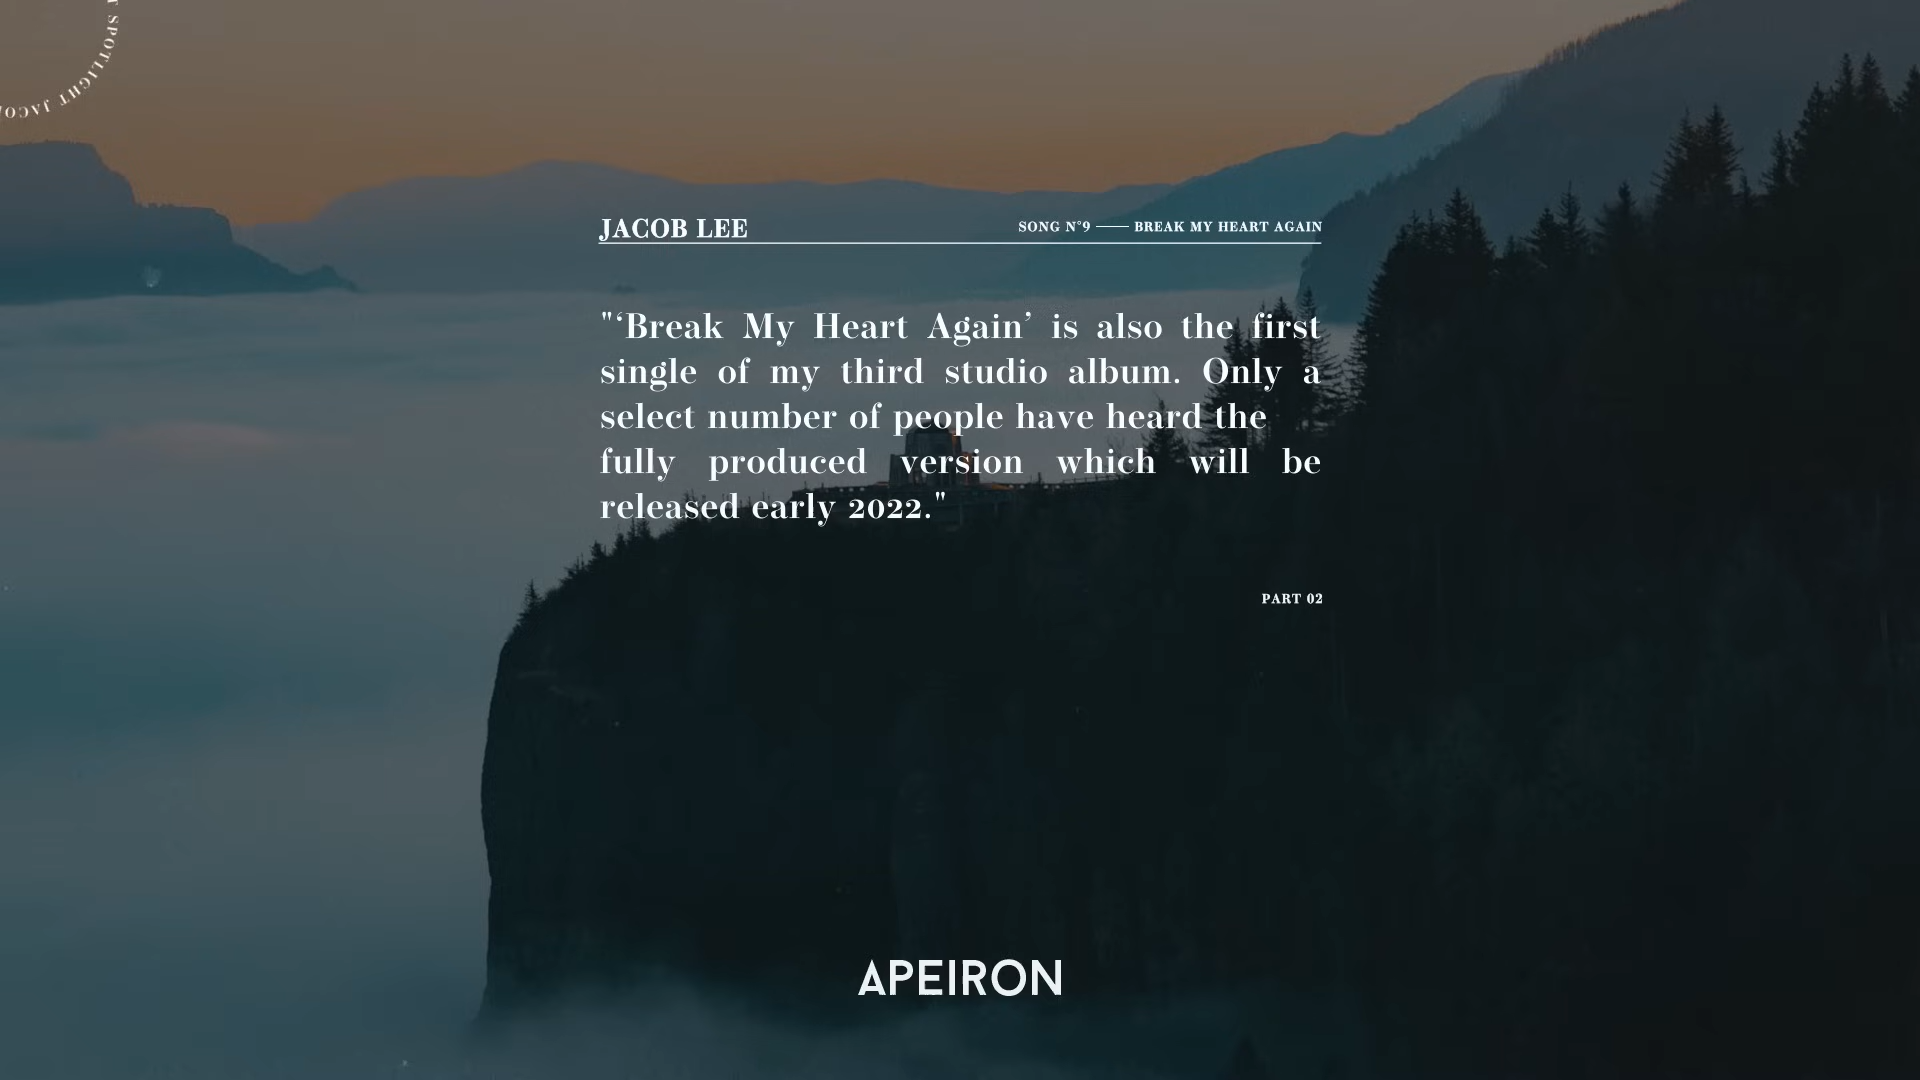 T SPOTLIGHT JACO
JACOB LEE
SONG N°9 —— BREAK MY HEART AGAIN
"‘Break My Heart Again’ is also the first
single of my third studio album. Only a
select number of people have heard the
fully produced version which will be
released early 2022."
PART 02
APEIRON